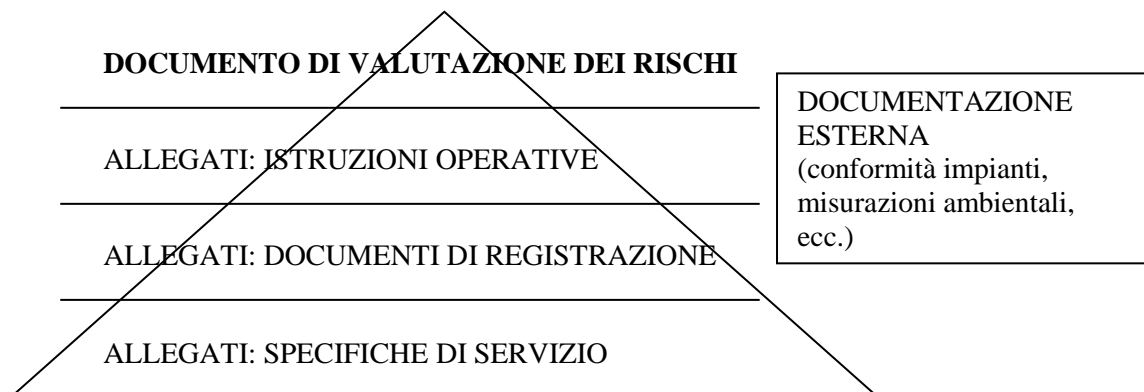 DOCUMENTO DI VALUTAZIONE DEI RISCHI
ALLEGATI: ISTRUZIONI OPERATIVE
ALLEGATI: DOCUMENTI DI REGISTRAZIONE
ALLEGATI: SPECIFICHE DI SERVIZIO
DOCUMENTAZIONE
ESTERNA
(conformità impianti,
misurazioni ambientali,
ecc.)